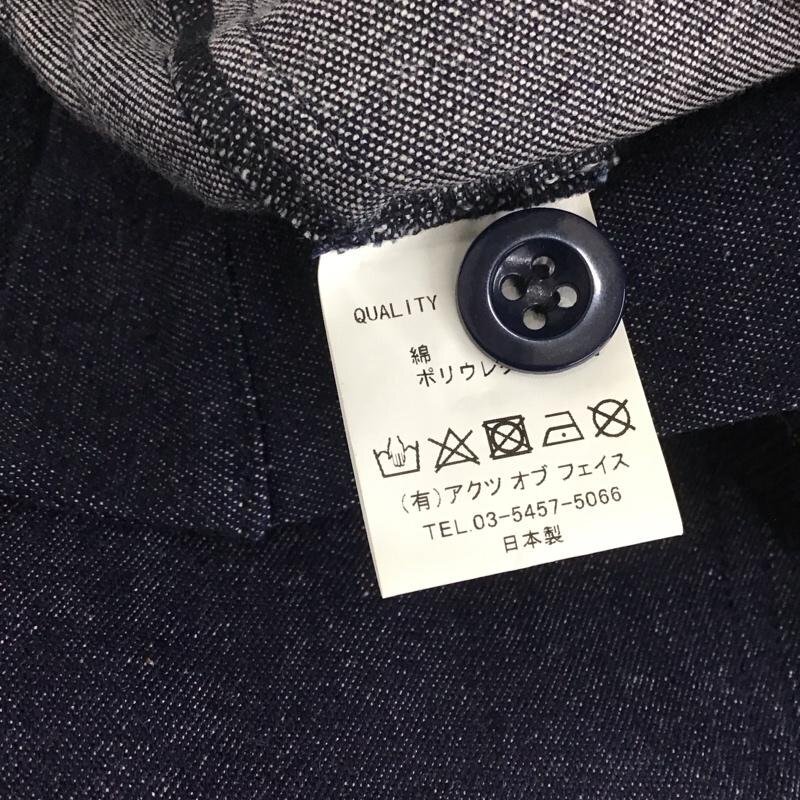 QUALITY
綿
ポリウレ
(有)アクツ オブ フェイス
TEL.03-5457-5066
日本製